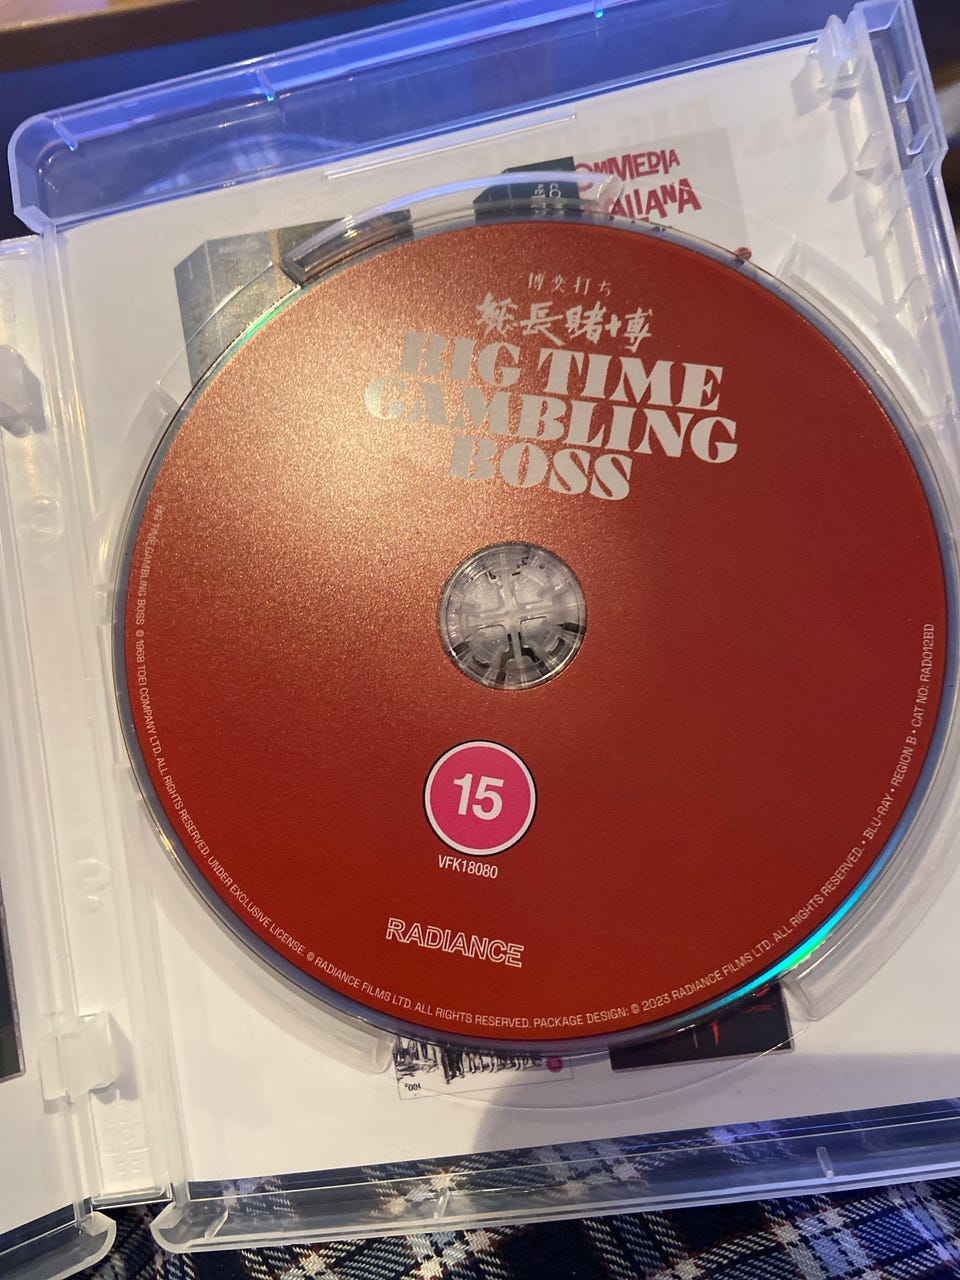 COMMEDIA
ITALIANA
博奕打ち
総長賭博
BIG TIME
GAMBLING
BOSS
15
VFK18080
RADIANCE
BIG TIME GAMBLING BOSS © 1968 TOEI COMPANY LTD. ALL RIGHTS RESERVED. UNDER EXCLUSIVE LICENSE. © RADIANCE FILMS LTD. ALL RIGHTS RESERVED. PACKAGE DESIGN: © 2023 RADIANCE FILMS LTD. ALL RIGHTS RESERVED. • BLU-RAY • REGION B • CAT NO: RAD012BD